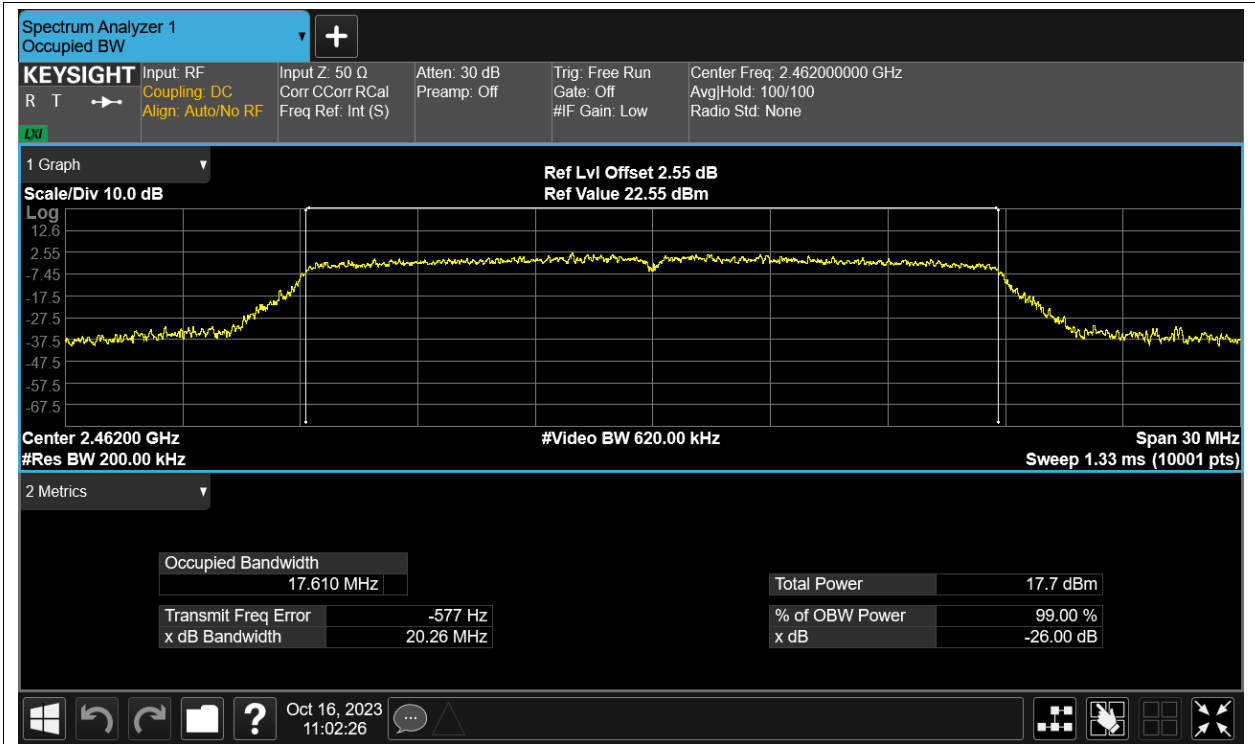 Spectrum Analyzer 1
Occupied BW
KEYSIGHT
R T
LXI
Input: RF
Coupling: DC
Align: Auto/No RF
Input Z: 50 Ω
Corr CCorr RCal
Freq Ref: Int (S)
Atten: 30 dB
Preamp: Off
Trig: Free Run
Gate: Off
#IF Gain: Low
Center Freq: 2.462000000 GHz
Avg|Hold: 100/100
Radio Std: None
1 Graph
Scale/Div 10.0 dB
Ref Lvl Offset 2.55 dB
Ref Value 22.55 dBm
Log
12.6
2.55
-7.45
-17.5
-27.5
-37.5
-47.5
-57.5
-67.5
Center 2.46200 GHz
#Video BW 620.00 kHz
Span 30 MHz
#Res BW 200.00 kHz
Sweep 1.33 ms (10001 pts)
2 Metrics
Occupied Bandwidth
17.610 MHz
Total Power 17.7 dBm
Transmit Freq Error -577 Hz
% of OBW Power 99.00 %
x dB Bandwidth 20.26 MHz
x dB -26.00 dB
?
Oct 16, 2023
11:02:26